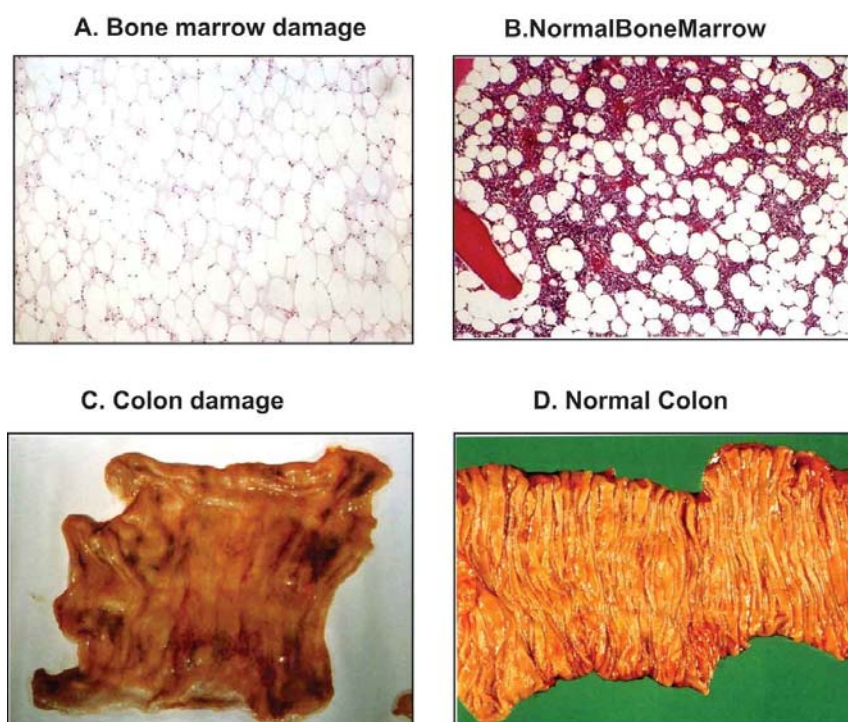 A. Bone marrow damage
B.NormalBoneMarrow
C. Colon damage
D. Normal Colon